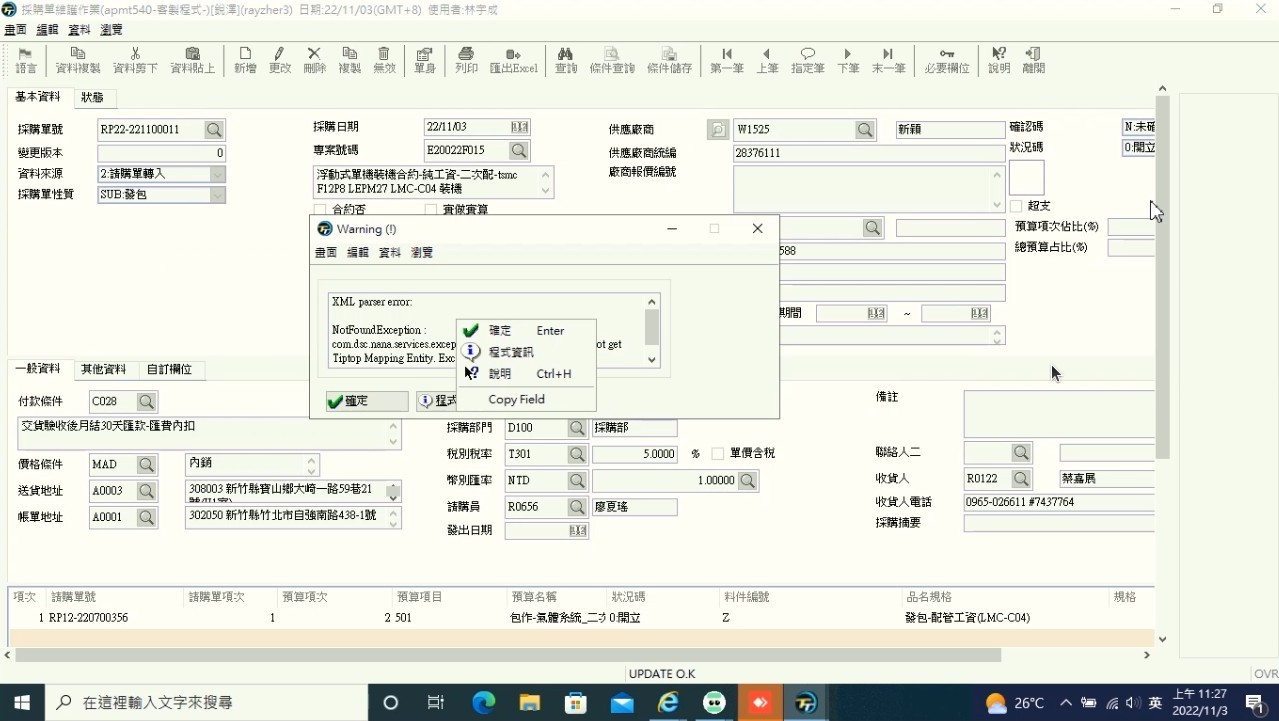 採購單維護作業(apmt540-客製程式-)[銳澤](rayzher3) 日期:22/11/03(GMT+8) 使用者:林宇成
畫面 編輯 資料 瀏覽
語言 資料複製 資料剪下 資料貼上 新增 更改 刪除 複製 無效 單身 列印 匯出Excel 查詢 條件查詢 條件儲存 第一筆 上筆 指定筆 下筆 末一筆 必要欄位 說明 離開
基本資料 狀態
採購單號 RP22-221100011 採購日期 22/11/03 供應廠商 W1525 新穎 確認碼 N:未確
變更版本 0 專案號碼 E20022F015 供應廠商統編 28376111 狀況碼 0:開立
資料來源 2:請購單轉入 浮動式單機裝機合約-純工資-二次配-tsmc 廠商報價編號
採購單性質 SUB:發包 F12P8 LEPM27 LMC-C04 裝機
合約否 實做實算 超支
預算項次佔比(%)
總預算占比(%)
588
期間 ~
Warning (!)
畫面 編輯 資料 瀏覽
XML parser error:
NotFoundException :
com.dsc.nana.services.excep ot get
Tiptop Mapping Entity. Exc
確定 程式
確定 Enter
程式資訊
說明 Ctrl+H
Copy Field
一般資料 其他資料 自訂欄位
付款條件 C028 備註
交貨驗收後月結30天匯款-匯費內扣 採購部門 D100 採購部
價格條件 MAD 內銷 稅別稅率 T301 5.0000 % 單價含稅 聯絡人二
送貨地址 A0003 308003 新竹縣寶山鄉大崎一路59巷21 幣別匯率 NTD 1.00000 收貨人 R0122 禁嘉展
帳單地址 A0001 302050 新竹縣竹北市自強南路438-1號 請購員 R0656 廖夏瑤 收貨人電話 0965-026611 #7437764
發出日期 採購摘要
項次 請購單號 請購單項次 預算項次 預算項目 預算名稱 狀況碼 料件編號 品名規格 規格
1 RP12-220700356 1 2 501 包作-氣體系統_二次 0:開立 Z 發包-配管工資(LMC-C04)
UPDATE O.K OVR
在這裡輸入文字來搜尋 26°C 英 上午 11:27
2022/11/3 1